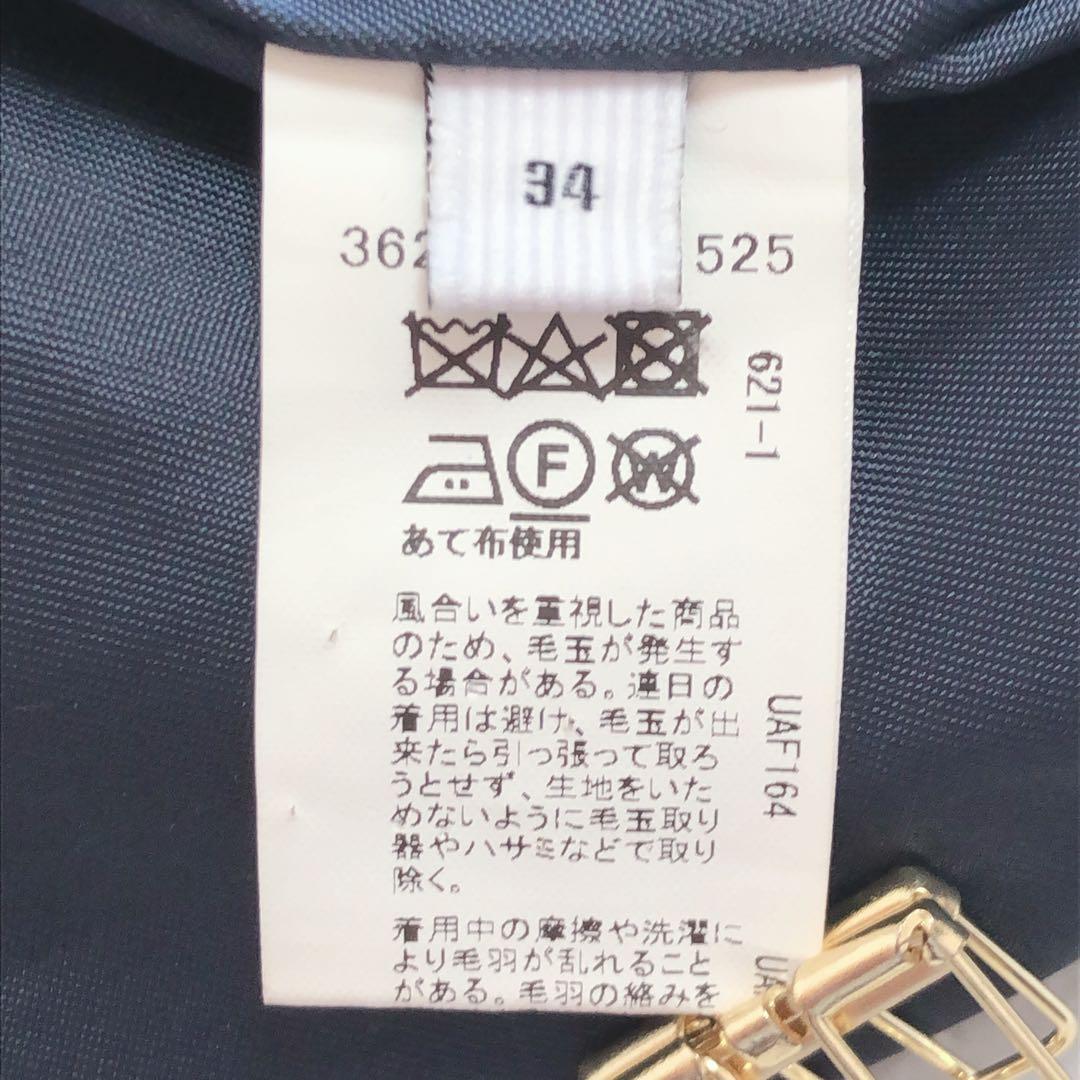 34
362
525
621-1
F
W
あて布使用
風合いを重視した商品
のため、毛玉が発生す
る場合がある。連日の
着用は避け、毛玉が出
来たら引っ張って取ろ
うとせず、生地をいた
めないように毛玉取り
器やハサミなどで取り
除く。
UAF164
着用中の摩擦や洗濯に
より毛羽が乱れること
がある。毛羽の絡みを